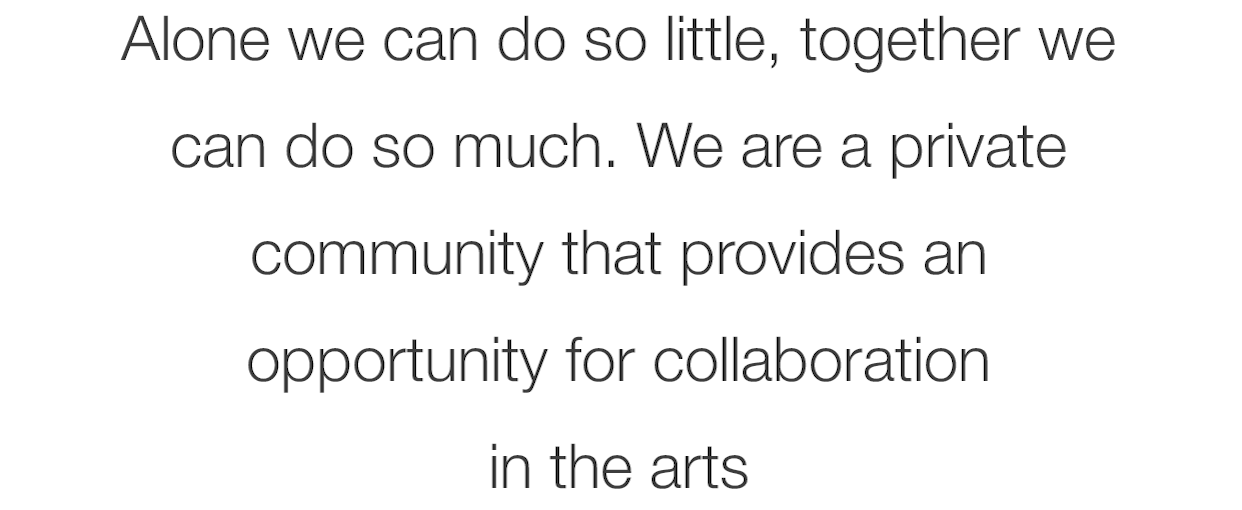 Alone we can do so little, together we
can do so much. We are a private
community that provides an
opportunity for collaboration
in the arts